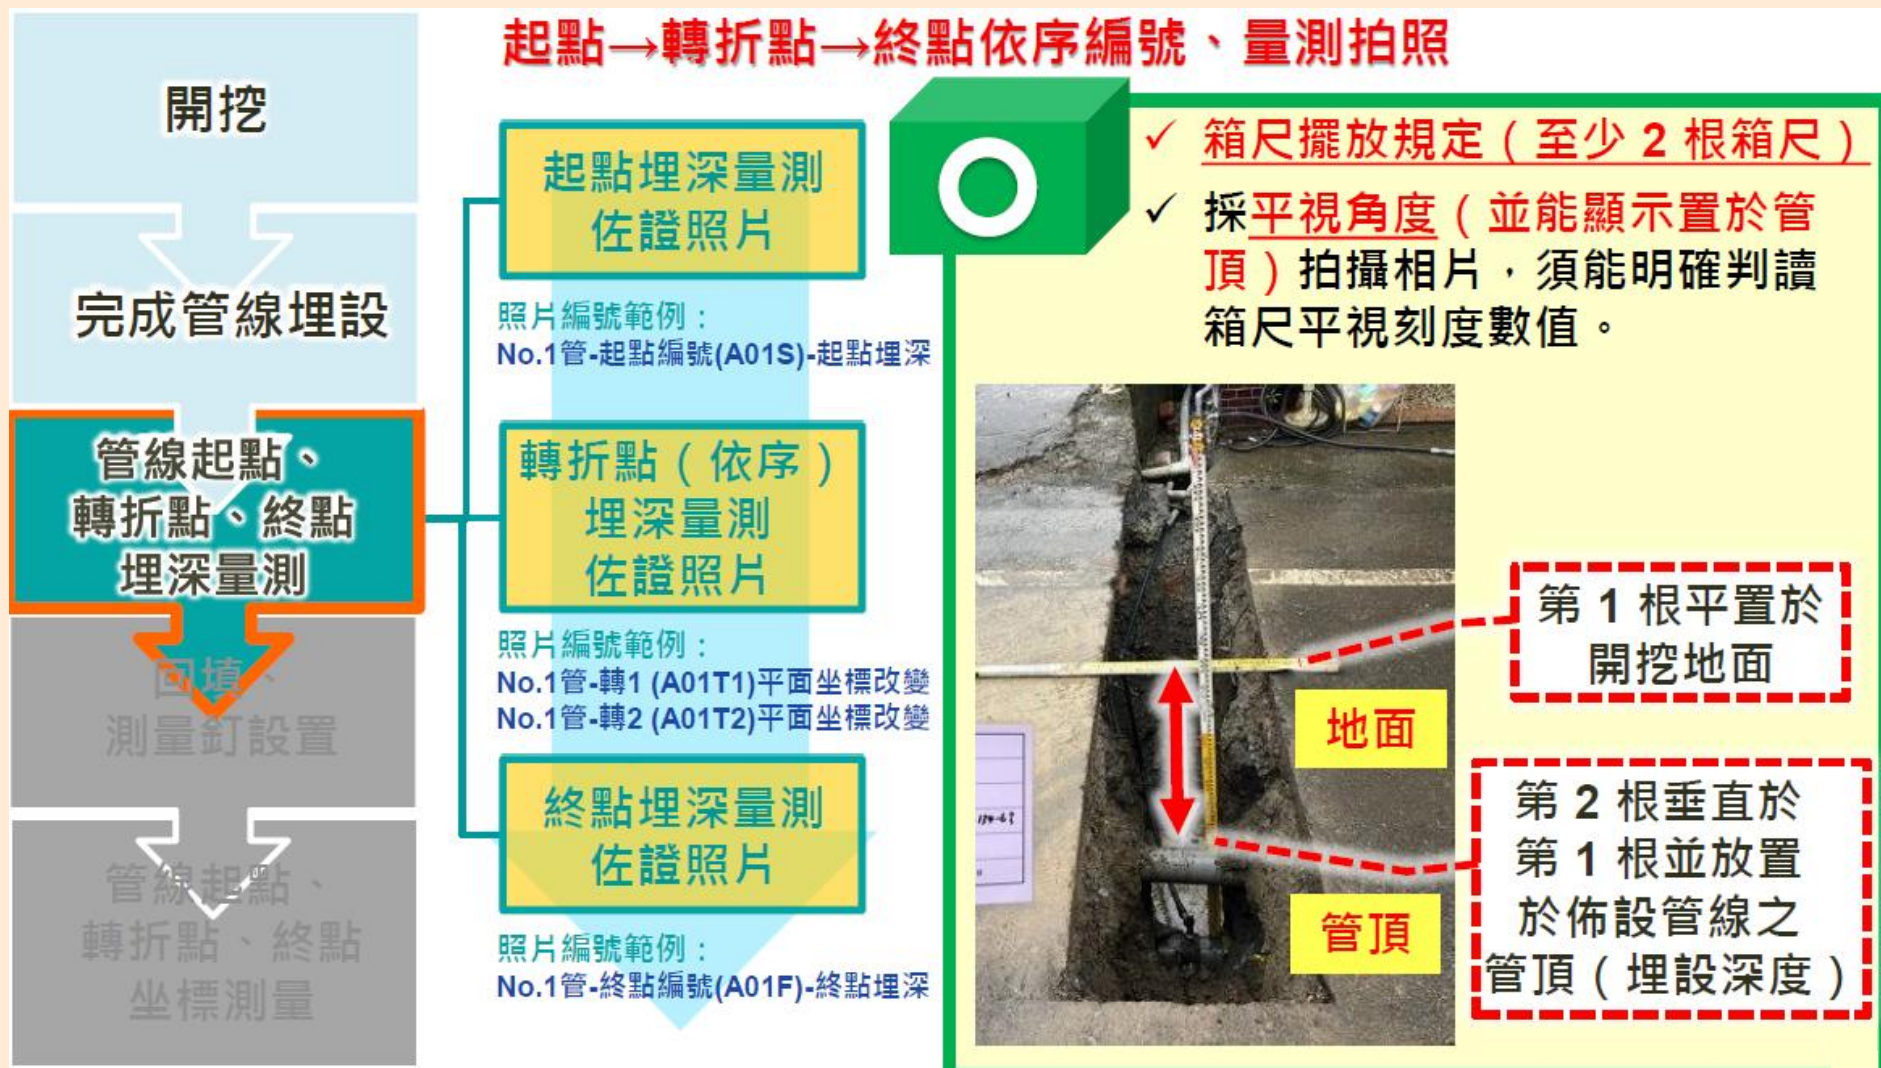 起點→轉折點→終點依序編號、量測拍照
開挖
完成管線埋設
管線起點、
轉折點、終點
埋深量測
回填、
測量釘設置
管線起點、
轉折點、終點
坐標測量
起點埋深量測
佐證照片
照片編號範例：
No.1管-起點編號(A01S)-起點埋深
轉折點（依序）
埋深量測
佐證照片
照片編號範例：
No.1管-轉1 (A01T1)平面坐標改變
No.1管-轉2 (A01T2)平面坐標改變
終點埋深量測
佐證照片
照片編號範例：
No.1管-終點編號(A01F)-終點埋深
✓ 箱尺擺放規定（至少 2 根箱尺）
✓ 採平視角度（並能顯示置於管
頂）拍攝相片，須能明確判讀
箱尺平視刻度數值。
第 1 根平置於
開挖地面
地面
第 2 根垂直於
第 1 根並放置
於佈設管線之
管頂（埋設深度）
管頂